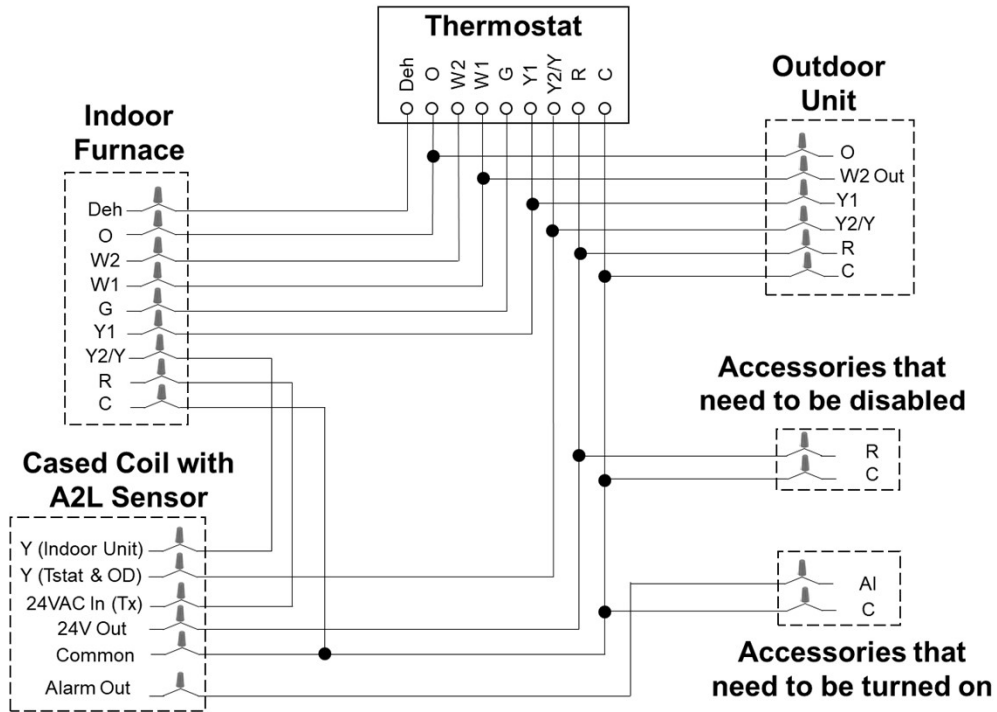 Thermostat
Deh
O
W2
W1
G
Y1
Y2/Y
R
C
Outdoor
Unit
O
W2 Out
Y1
Y2/Y
R
C
Indoor
Furnace
Deh
O
W2
W1
G
Y1
Y2/Y
R
C
Accessories that
need to be disabled
R
C
Cased Coil with
A2L Sensor
Y (Indoor Unit)
Y (Tstat & OD)
24VAC In (Tx)
24V Out
Common
Alarm Out
Al
C
Accessories that
need to be turned on